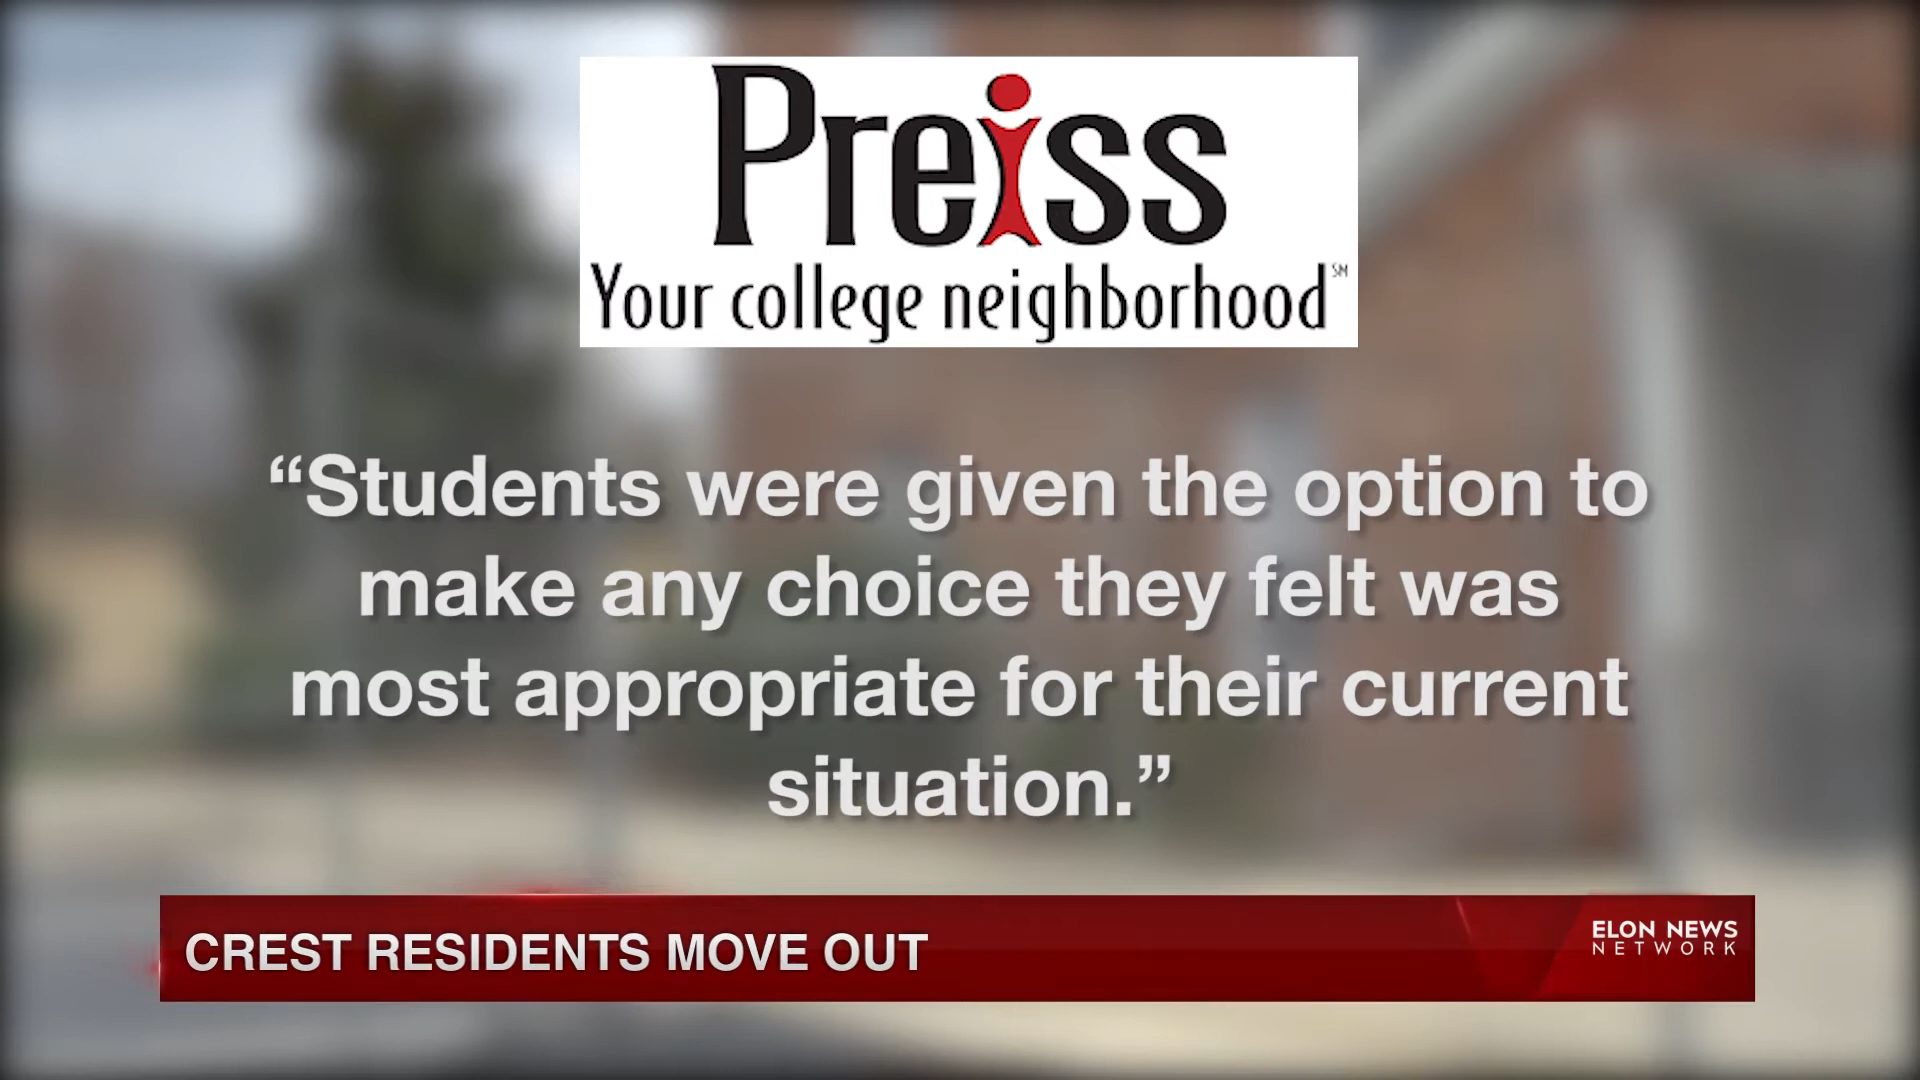 Preiss
Your college neighborhood℠
“Students were given the option to
make any choice they felt was
most appropriate for their current
situation.”
CREST RESIDENTS MOVE OUT
ELON NEWS
NETWORK